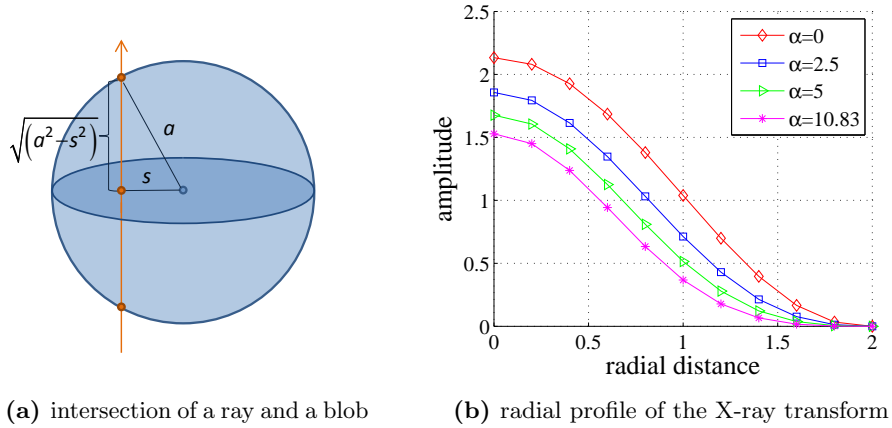 √(a²−s²)
a
s
2.5
2
1.5
1
0.5
0
amplitude
0
0.5
1
1.5
2
radial distance
α=0
α=2.5
α=5
α=10.83
(a) intersection of a ray and a blob
(b) radial profile of the X-ray transform